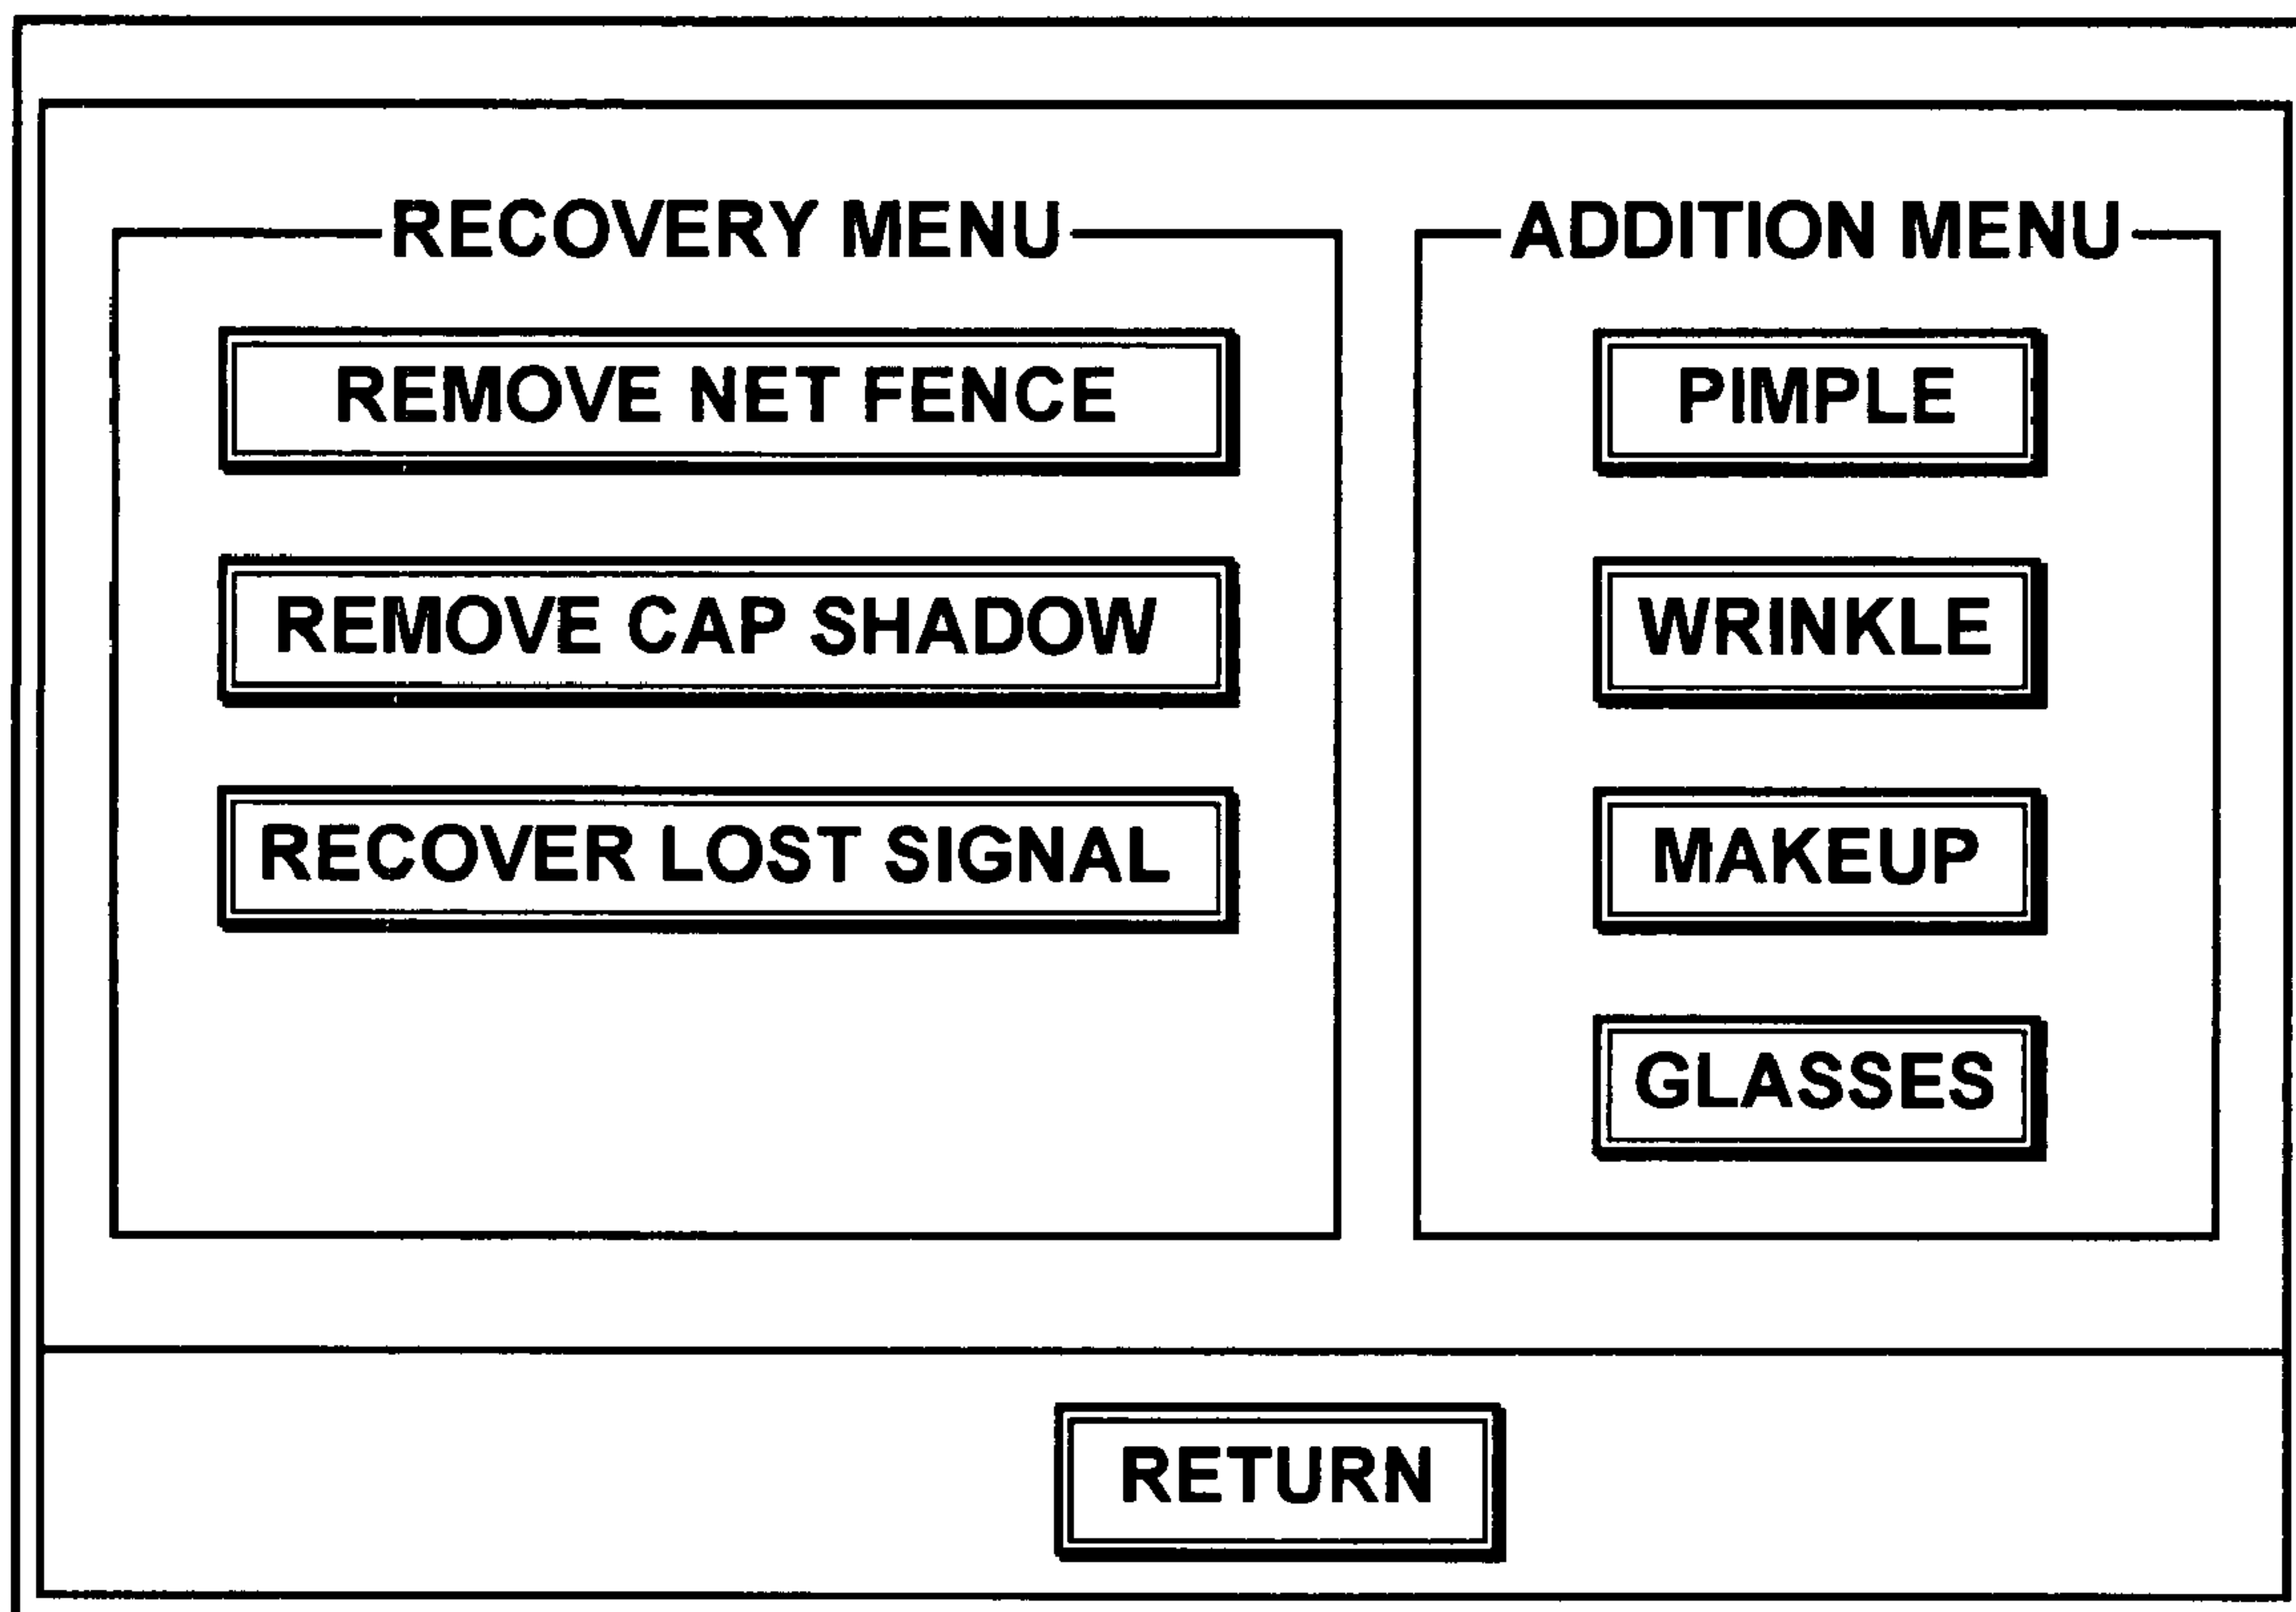 RECOVERY MENU
REMOVE NET FENCE
REMOVE CAP SHADOW
RECOVER LOST SIGNAL
ADDITION MENU
PIMPLE
WRINKLE
MAKEUP
GLASSES
RETURN